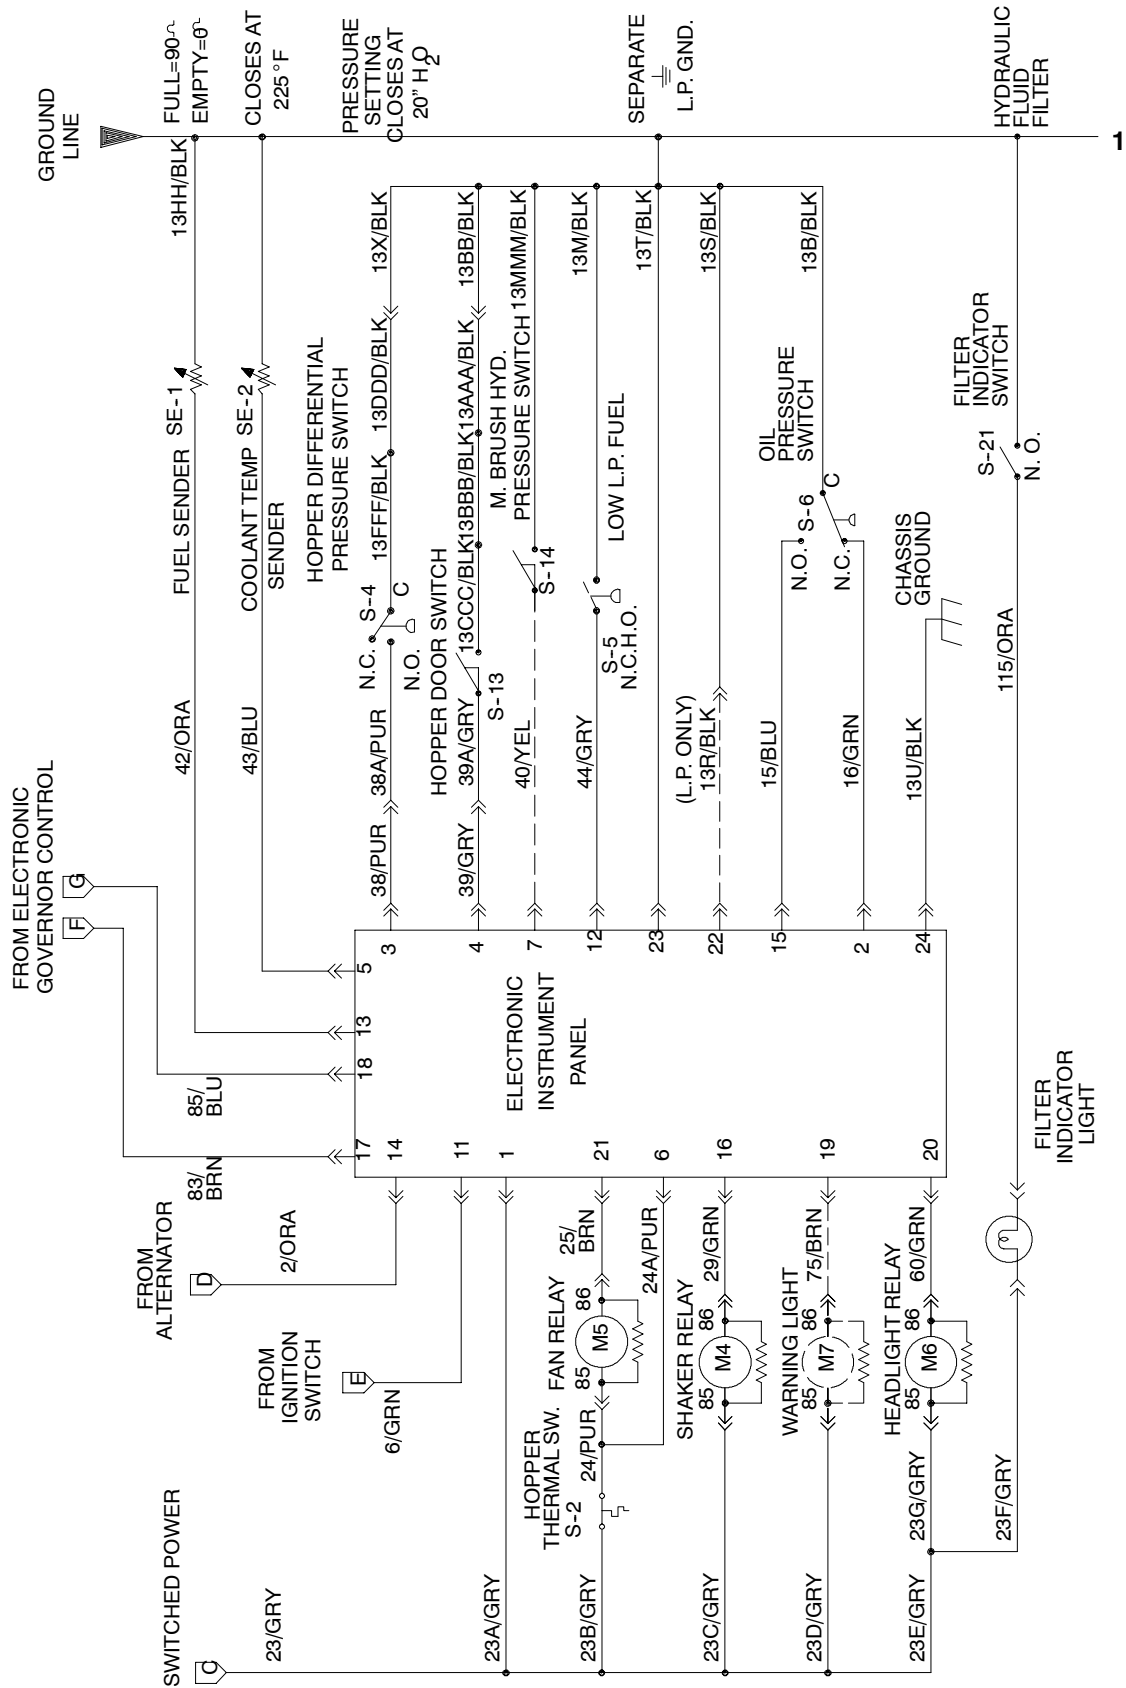 SWITCHED POWER
C
23/GRY
23A/GRY
23B/GRY
23C/GRY
23D/GRY
23E/GRY
23G/GRY
23F/GRY
FROM
ALTERNATOR
D
2/ORA
FROM
IGNITION
SWITCH
E
6/GRN
HOPPER
THERMAL SW.
S-2
24/PUR
FAN RELAY
85
M5
86
25/
BRN
24A/PUR
SHAKER RELAY
85
M4
86
29/GRN
WARNING LIGHT
85
M7
86
75/BRN
HEADLIGHT RELAY
85
M6
86
60/GRN
FILTER
INDICATOR
LIGHT
FROM ELECTRONIC
GOVERNOR CONTROL
F
G
83/
BRN
85/
BLU
17
18
13
5
14
11
1
21
6
16
19
20
ELECTRONIC
INSTRUMENT
PANEL
3
4
7
12
23
22
15
2
24
GROUND
LINE
42/ORA
FUEL SENDER SE-1
13HH/BLK
FULL=90
EMPTY=0
43/BLU
COOLANT TEMP SE-2
SENDER
CLOSES AT
225°F
HOPPER DIFFERENTIAL
PRESSURE SWITCH
38/PUR
38A/PUR
N.C.
S-4
N.O.
C
13FFF/BLK
13DDD/BLK
13X/BLK
PRESSURE
SETTING
CLOSES AT
20" H2O
HOPPER DOOR SWITCH
39/GRY
39A/GRY
S-13
13CCC/BLK
13BBB/BLK
13AAA/BLK
13BB/BLK
M. BRUSH HYD.
PRESSURE SWITCH
40/YEL
S-14
13MMM/BLK
44/GRY
S-5
N.C.H.O.
LOW L.P. FUEL
13M/BLK
13T/BLK
SEPARATE
L.P. GND.
(L.P. ONLY)
13R/BLK
13S/BLK
15/BLU
16/GRN
N.O.
S-6
N.C.
C
OIL
PRESSURE
SWITCH
13B/BLK
13U/BLK
CHASSIS
GROUND
115/ORA
S-21
N. O.
FILTER
INDICATOR
SWITCH
HYDRAULIC
FLUID
FILTER
1